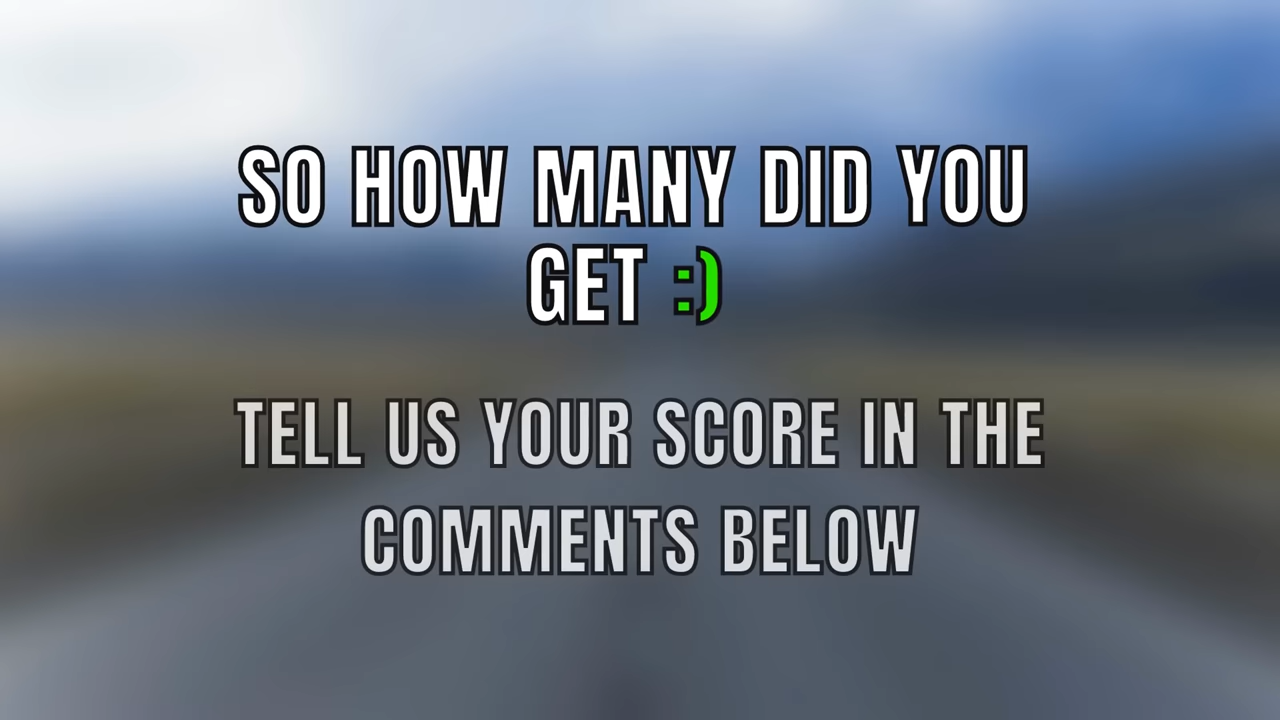 SO HOW MANY DID YOU
GET :)
TELL US YOUR SCORE IN THE
COMMENTS BELOW